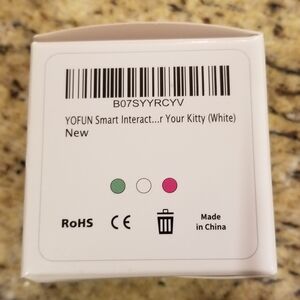 B07SYYRCYV
YOFUN Smart Interact...r Your Kitty (White)
New
RoHS CE Made
in China